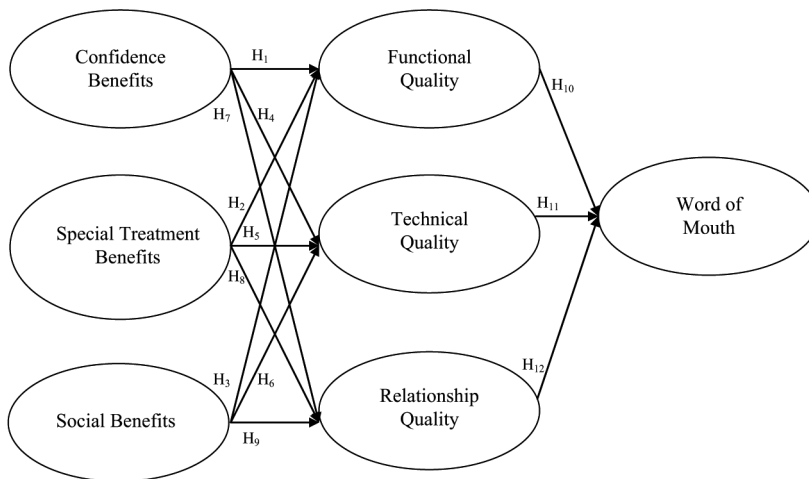 Confidence
Benefits
H₁
Functional
Quality
H₇
H₄
H₁₀
Special Treatment
Benefits
H₂
H₅
H₈
Technical
Quality
H₁₁
Word of
Mouth
Social Benefits
H₃
H₆
H₉
Relationship
Quality
H₁₂